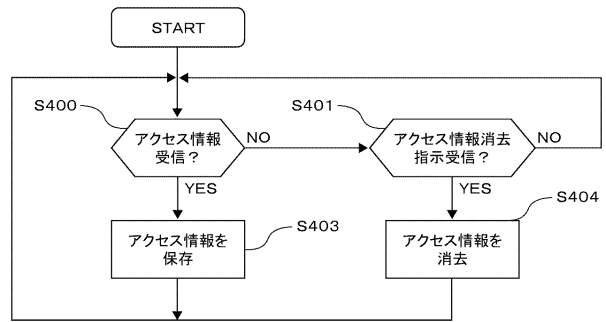 START
S400
アクセス情報
受信？
NO
S401
アクセス情報消去
指示受信？
NO
YES
YES
アクセス情報を
保存
S403
アクセス情報を
消去
S404